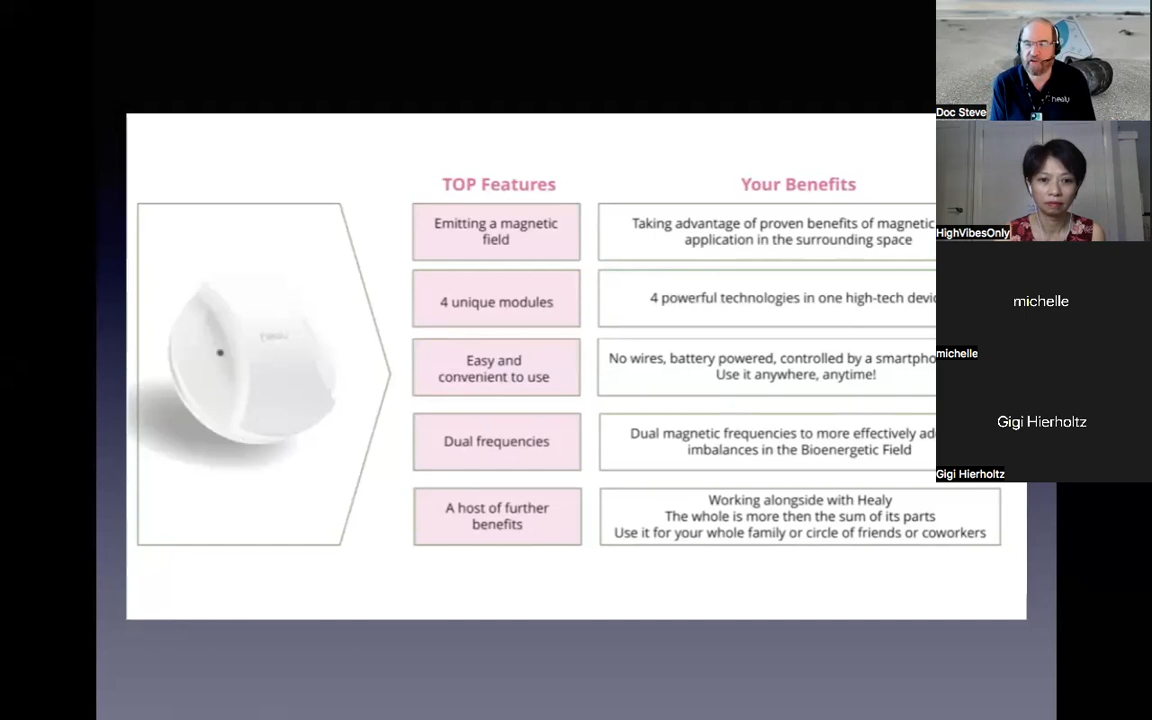 TOP Features
Your Benefits
Emitting a magnetic
field
Taking advantage of proven benefits of magnetic
application in the surrounding space
4 unique modules
4 powerful technologies in one high-tech
Easy and
convenient to use
No wires, battery powered, controlled by a
Use it anywhere, anytime!
Dual frequencies
Dual magnetic frequencies to more effectively
imbalances in the Bioenergetic Field
A host of further
benefits
Working alongside with Healy
The whole is more then the sum of its parts
Use it for your whole family or circle of friends or coworkers
healy
healy
Doc Steve
HighVibesOnly
michelle
michelle
Gigi Hierholtz
Gigi Hierholtz